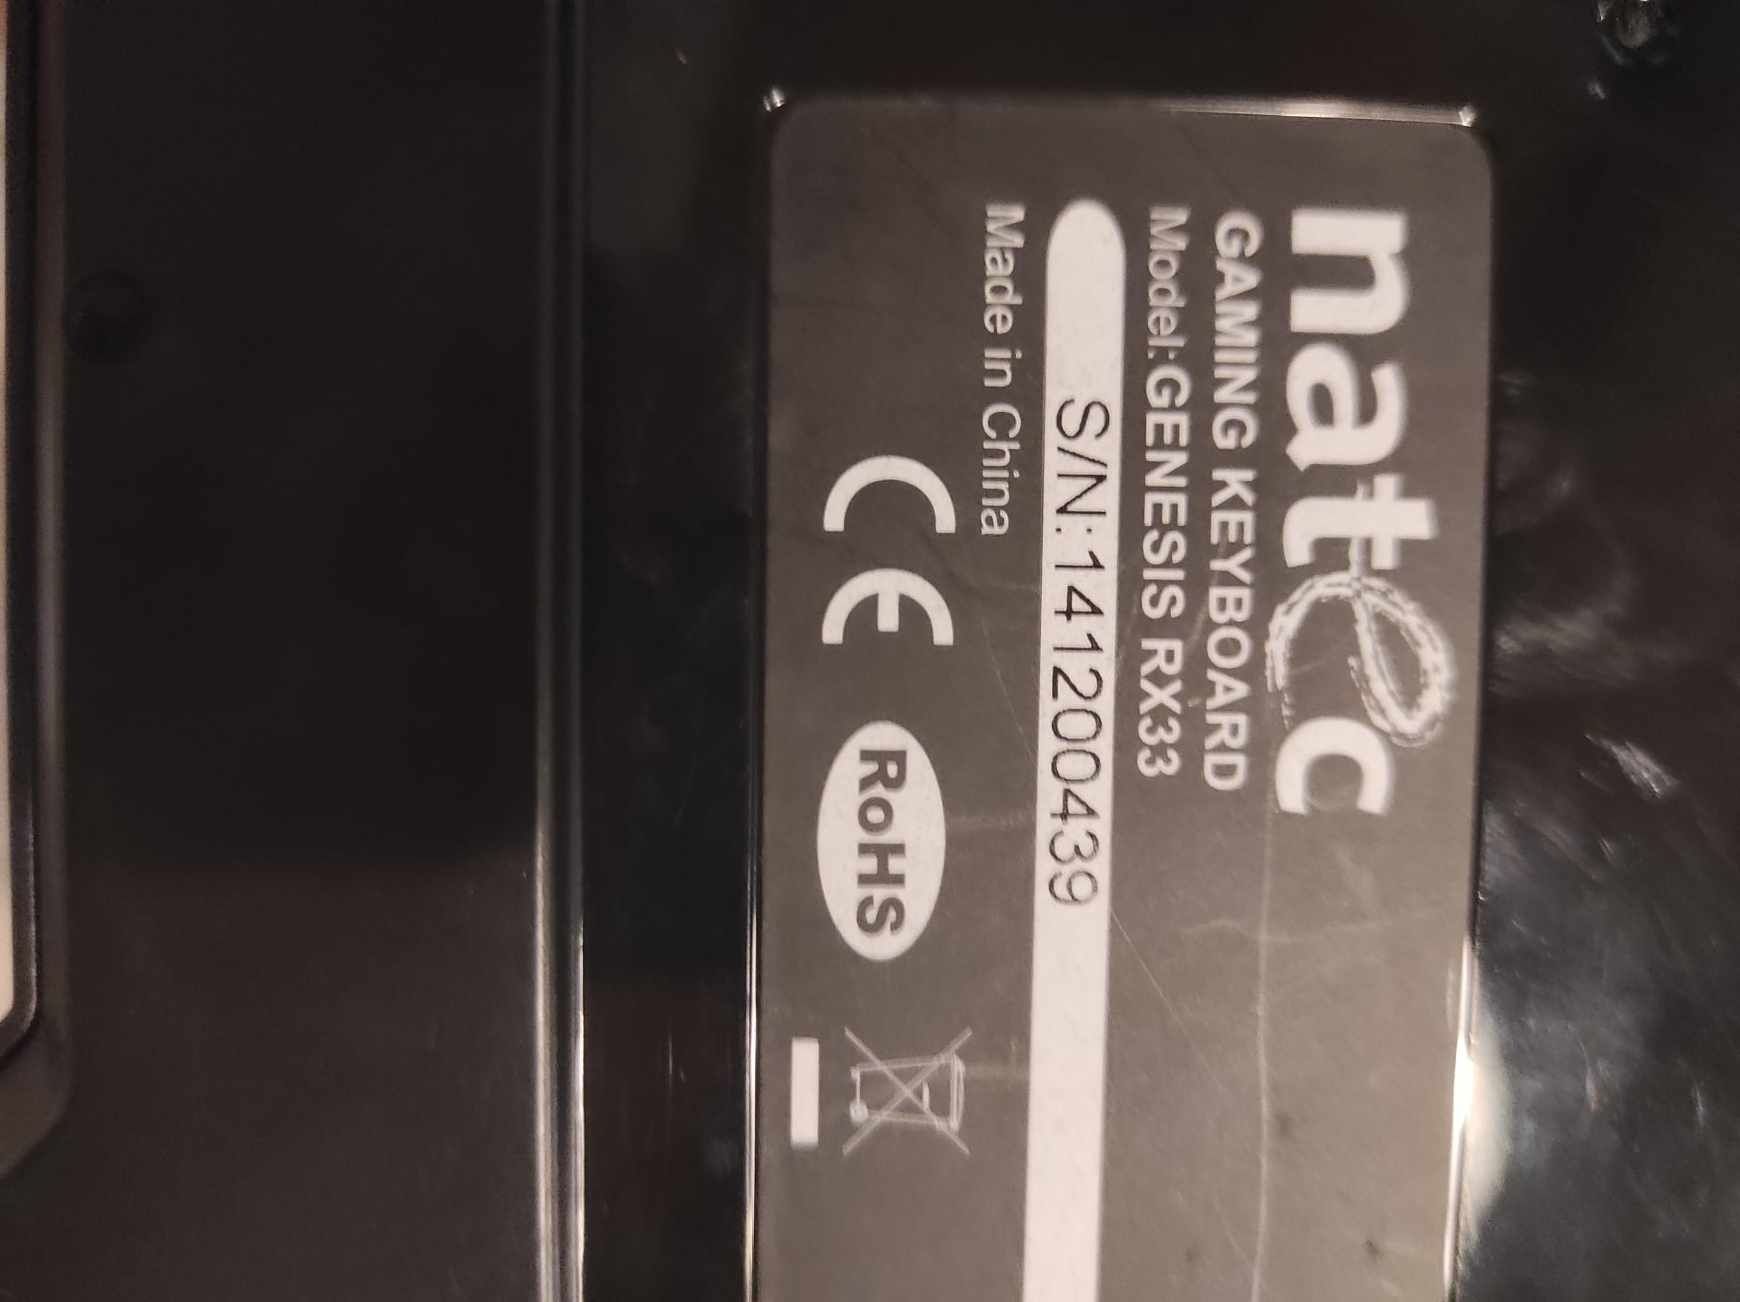 natec
GAMING KEYBOARD
Model:GENESIS RX33
S/N:141200439
Made in China
CE
RoHS